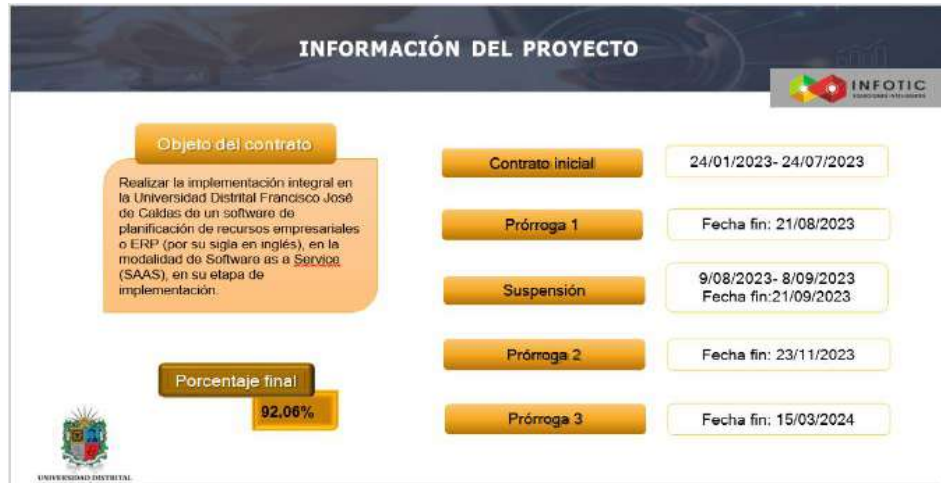 INFORMACIÓN DEL PROYECTO
INFOTIC
Objeto del contrato
Realizar la implementación integral en
la Universidad Distrital Francisco José
de Caldas de un software de
planificación de recursos empresariales
o ERP (por su sigla en inglés), en la
modalidad de Software as a Service
(SAAS), en su etapa de
implementación.
Porcentaje final
92,06%
Contrato inicial
24/01/2023- 24/07/2023
Prórroga 1
Fecha fin: 21/08/2023
Suspensión
9/08/2023- 8/09/2023
Fecha fin:21/09/2023
Prórroga 2
Fecha fin: 23/11/2023
Prórroga 3
Fecha fin: 15/03/2024
UNIVERSIDAD DISTRITAL